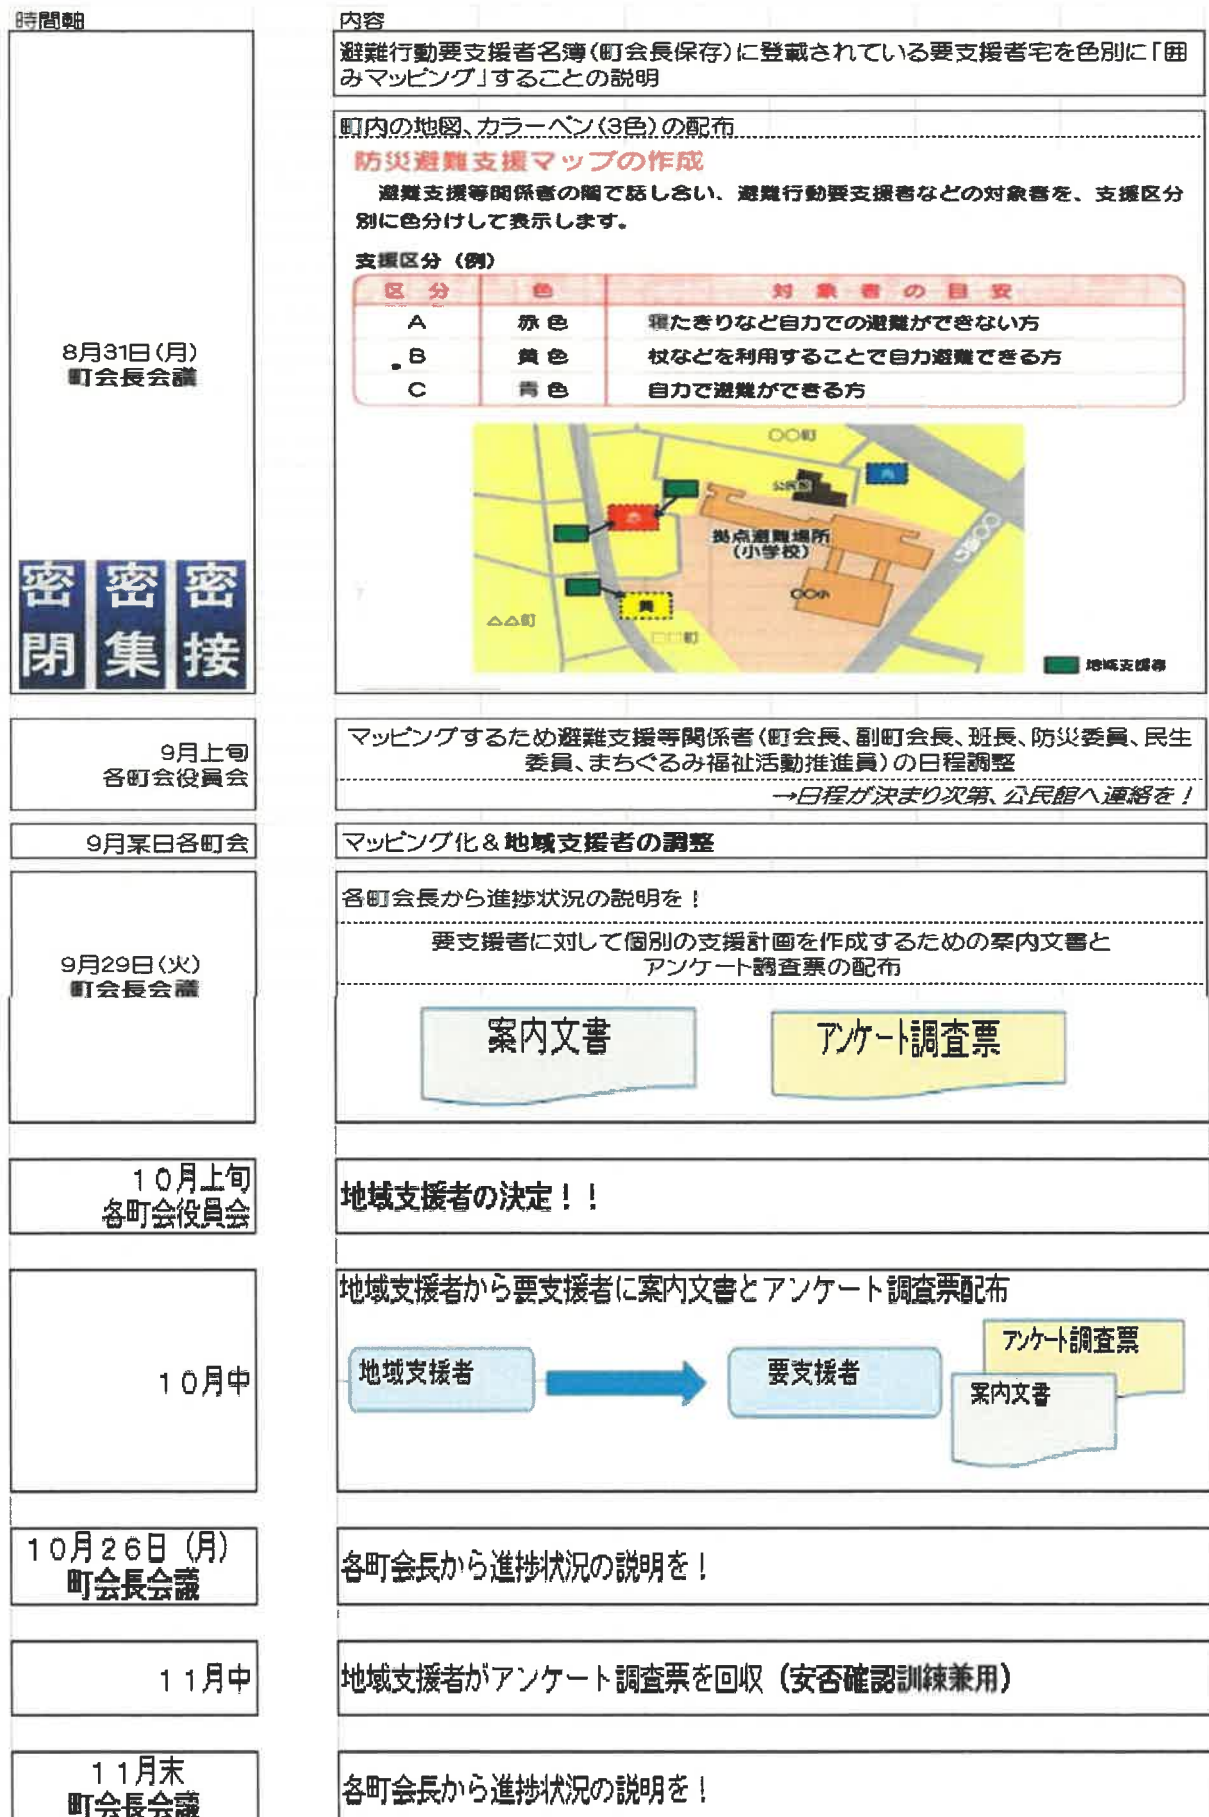 時間軸
内容
避難行動要支援者名簿(町会長保存)に登載されている要支援者宅を色別に「囲
みマッピング」することの説明
町内の地図、カラーペン(3色)の配布
防災避難支援マップの作成
避難支援等関係者の間で話し合い、避難行動要支援者などの対象者を、支援区分
別に色分けして表示します。
支援区分（例）
区 分 色 対 象 者 の 目 安
A 赤色 寝たきりなど自力での避難ができない方
B 黄色 杖などを利用することで自力避難できる方
C 青色 自力で避難ができる方
8月31日(月)
町会長会議
〇〇町
公民館
赤
拠点避難場所
(小学校)
〇〇小
黄
△△町
□□町
地域支援者
密閉
密集
密接
9月上旬
各町会役員会
マッピングするため避難支援等関係者(町会長、副町会長、班長、防災委員、民生
委員、まちぐるみ福祉活動推進員)の日程調整
→日程が決まり次第、公民館へ連絡を！
9月某日各町会
マッピング化&地域支援者の調整
9月29日(火)
町会長会議
各町会長から進捗状況の説明を！
要支援者に対して個別の支援計画を作成するための案内文書と
アンケート調査票の配布
案内文書
アンケート調査票
１０月上旬
各町会役員会
地域支援者の決定！！
１０月中
地域支援者から要支援者に案内文書とアンケート調査票配布
地域支援者
要支援者
アンケート調査票
案内文書
１０月２６日（月）
町会長会議
各町会長から進捗状況の説明を！
１１月中
地域支援者がアンケート調査票を回収（安否確認訓練兼用）
１１月末
町会長会議
各町会長から進捗状況の説明を！